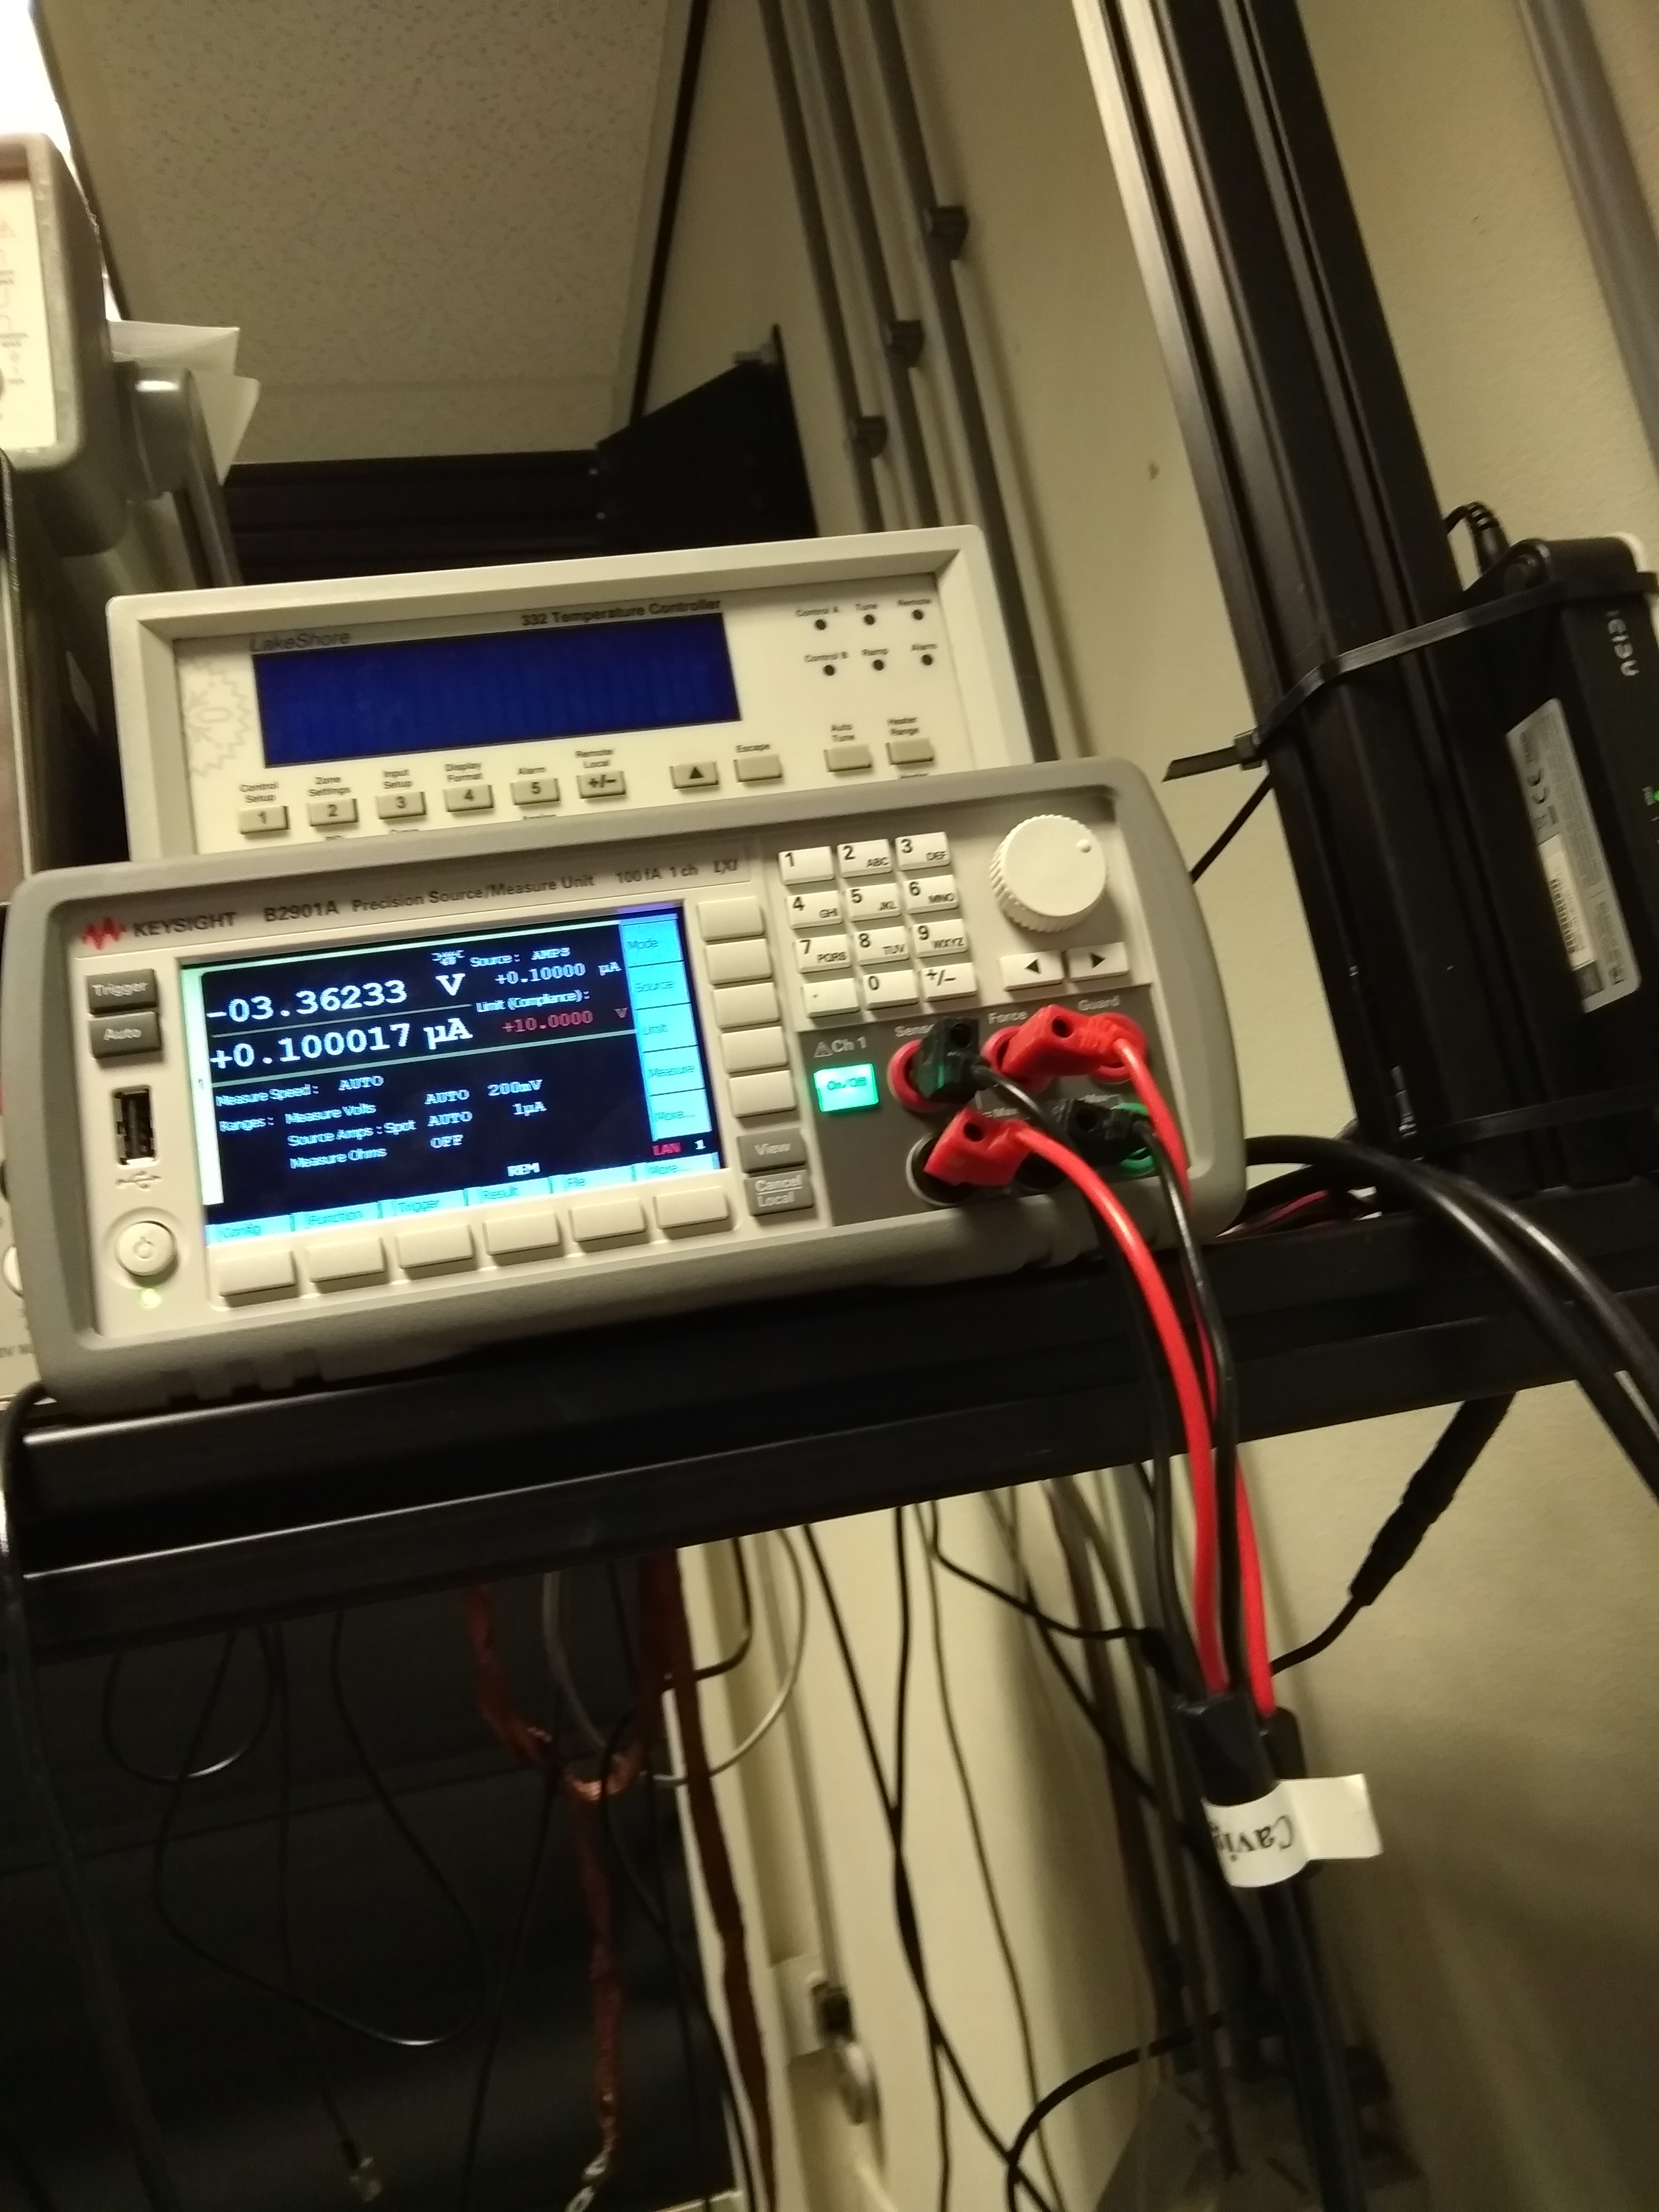 LakeShore
332 Temperature Controller
Control A
Tune
Remote
Control B
Ramp
Alarm
Control
Setup
1
Zone
Settings
2
Input
Setup
3
Display
Format
4
Alarm
5
Remote
Local
+/−
▲
Escape
Auto
Tune
Heater
Range
KEYSIGHT B2901A Precision Source/Measure Unit 100 fA 1 ch LXI
Trigger
Auto
-03.36233 V
Source: AMPS
+0.10000 µA
+0.100017 µA
Limit (Compliance):
+10.0000 V
1
Measure Speed: AUTO
Ranges: Measure Volts AUTO 200mV
Source Amps: Spot AUTO 1µA
Measure Ohms OFF
REM
LAN 1
Mode
Source
Limit
Measure
More...
Config
Function
Trigger
Result
File
More...
View
Cancel
Local
1
2 ABC
3 DEF
4 GHI
5 JKL
6 MNO
7 PQRS
8 TUV
9 WXYZ
.
0
+/−
◀
▶
Ch 1
On/Off
Force
Guard